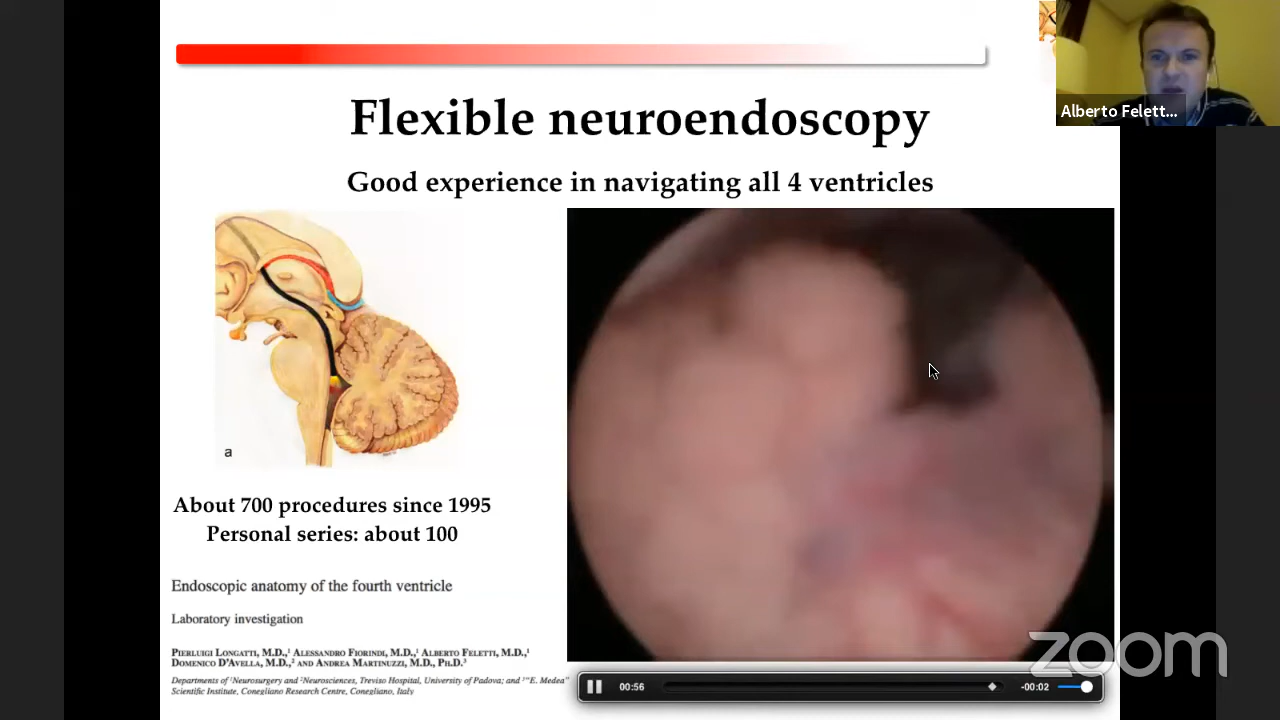 Flexible neuroendoscopy
Good experience in navigating all 4 ventricles
a
About 700 procedures since 1995
Personal series: about 100
Endoscopic anatomy of the fourth ventricle
Laboratory investigation
Pierluigi Longatti, M.D.,¹ Alessandro Fiorindi, M.D.,¹ Alberto Feletti, M.D.,¹
Domenico D'Avella, M.D.,² and Andrea Martinuzzi, M.D., Ph.D.³
Departments of ¹Neurosurgery and ²Neurosciences, Treviso Hospital, University of Padova; and ³"E. Medea"
Scientific Institute, Conegliano Research Centre, Conegliano, Italy
00:56
-00:02
Alberto Felett...
zoom